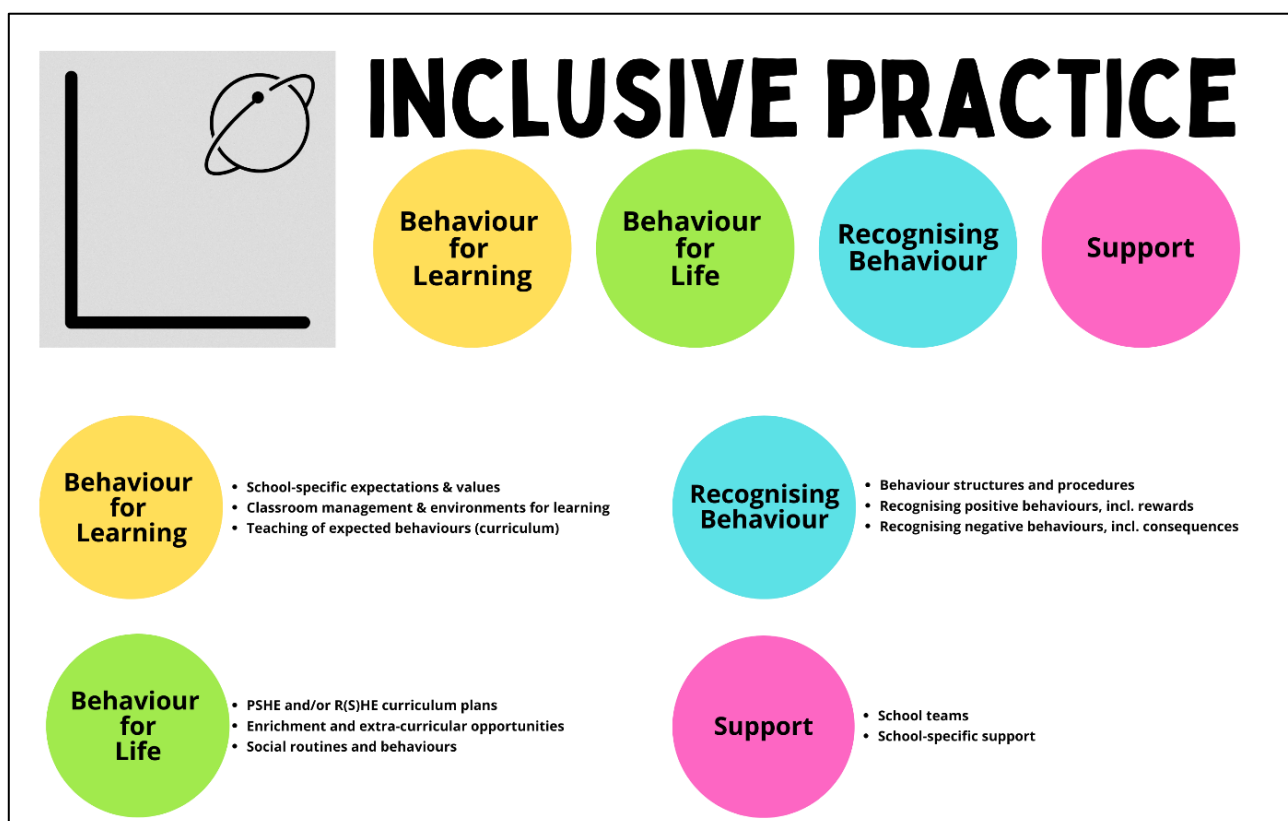 INCLUSIVE PRACTICE
Behaviour
for
Learning
Behaviour
for
Life
Recognising
Behaviour
Support
Behaviour
for
Learning
• School-specific expectations & values
• Classroom management & environments for learning
• Teaching of expected behaviours (curriculum)
Recognising
Behaviour
• Behaviour structures and procedures
• Recognising positive behaviours, incl. rewards
• Recognising negative behaviours, incl. consequences
Behaviour
for
Life
• PSHE and/or R(S)HE curriculum plans
• Enrichment and extra-curricular opportunities
• Social routines and behaviours
Support
• School teams
• School-specific support